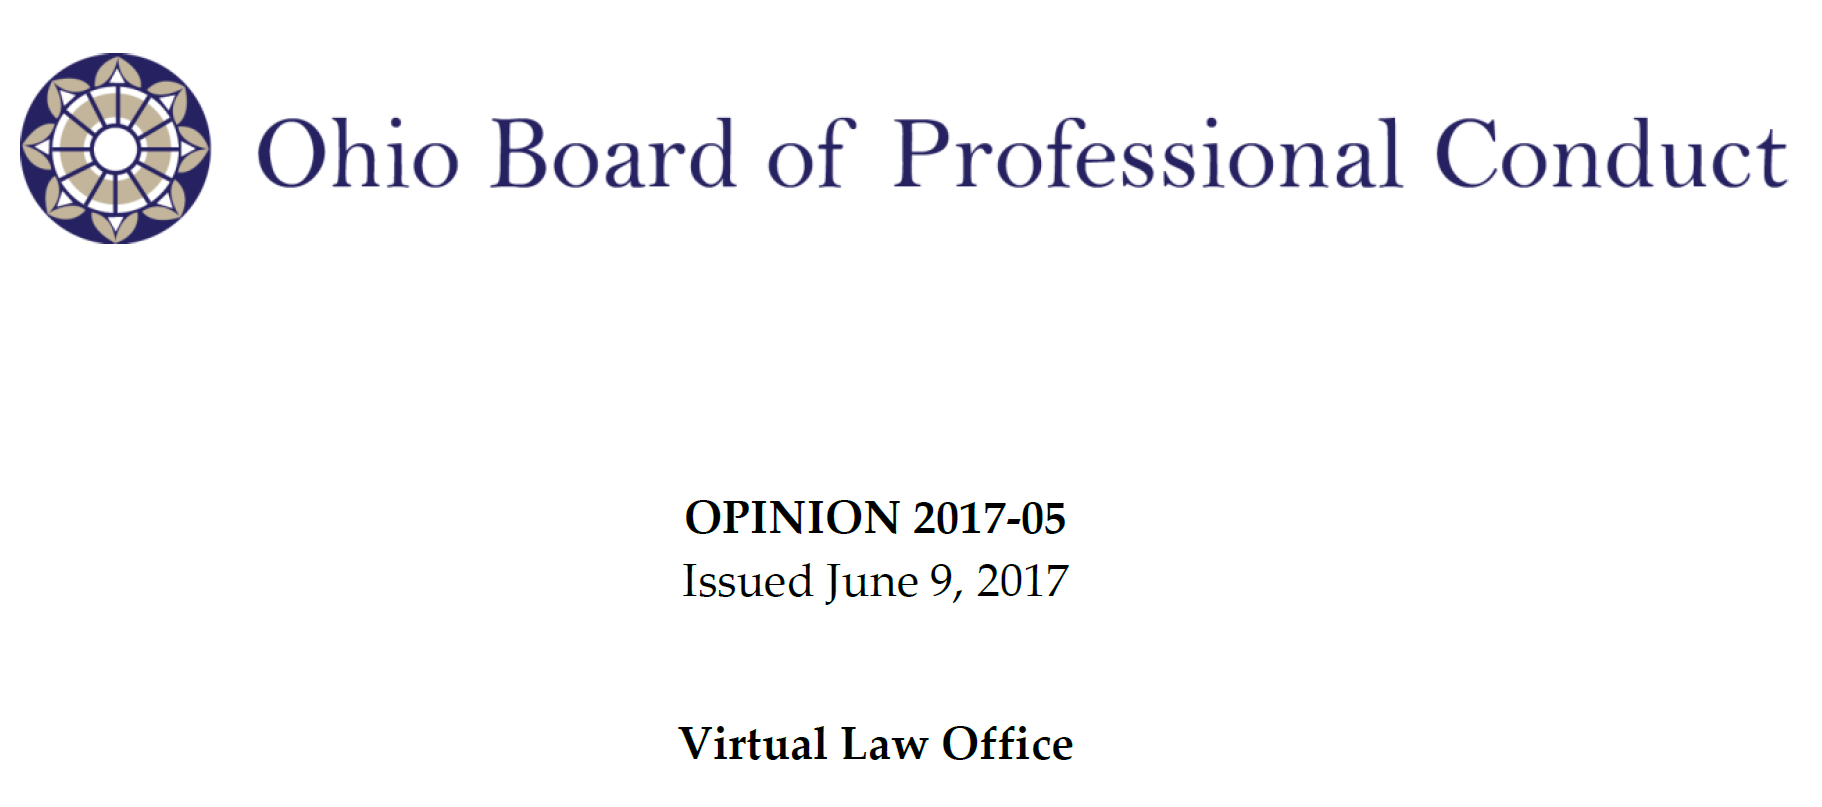 Ohio Board of Professional Conduct
OPINION 2017-05
Issued June 9, 2017
Virtual Law Office